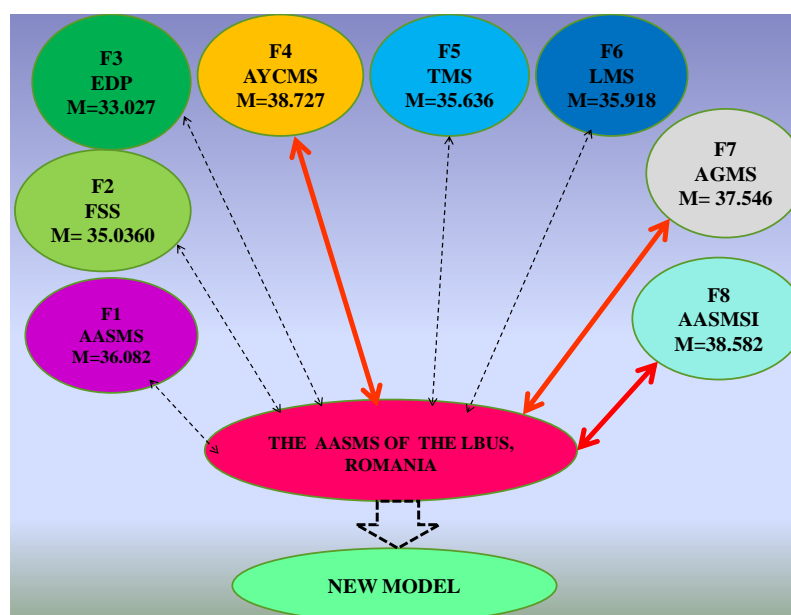 F3
EDP
M=33.027
F4
AYCMS
M=38.727
F5
TMS
M=35.636
F6
LMS
M=35.918
F7
AGMS
M= 37.546
F2
FSS
M= 35.0360
F8
AASMSI
M=38.582
F1
AASMS
M=36.082
THE AASMS OF THE LBUS,
ROMANIA
NEW MODEL